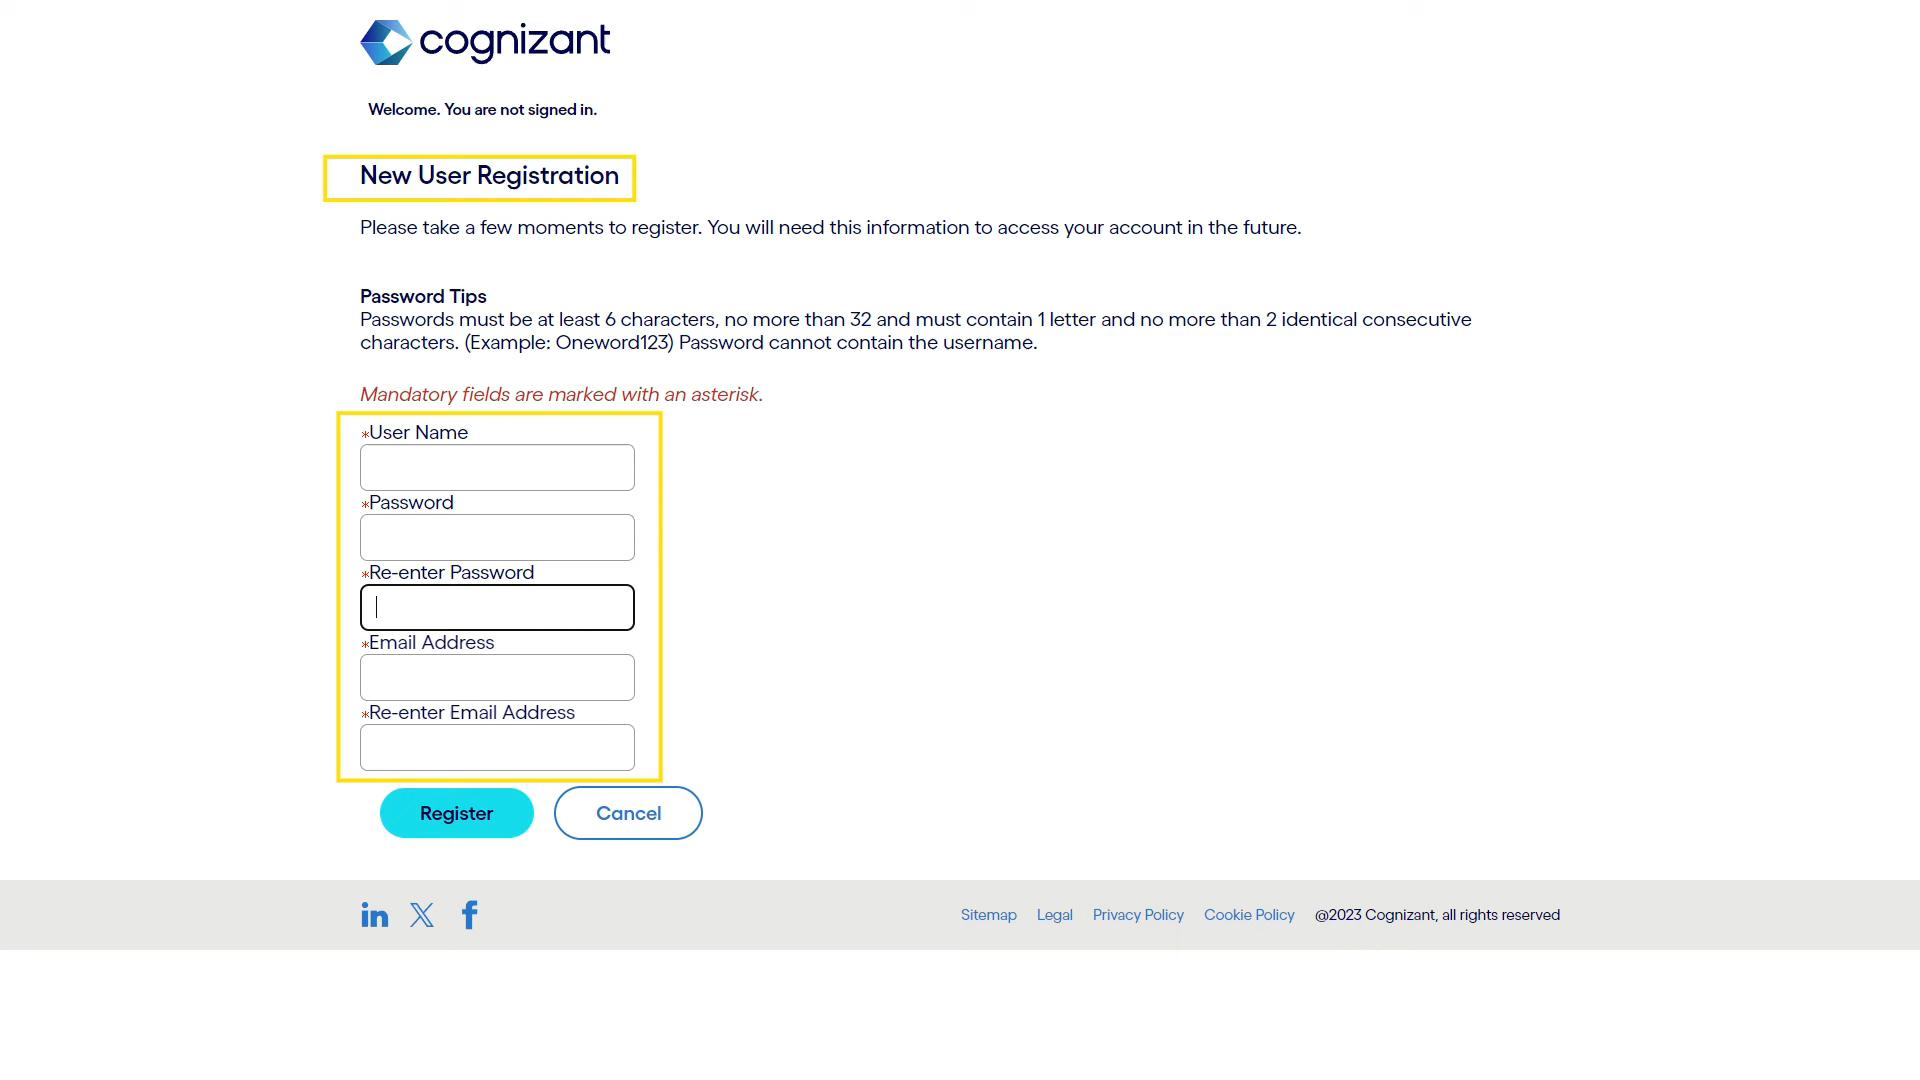 cognizant
Welcome. You are not signed in.
New User Registration
Please take a few moments to register. You will need this information to access your account in the future.
Password Tips
Passwords must be at least 6 characters, no more than 32 and must contain 1 letter and no more than 2 identical consecutive
characters. (Example: Oneword123) Password cannot contain the username.
Mandatory fields are marked with an asterisk.
*User Name
*Password
*Re-enter Password
*Email Address
*Re-enter Email Address
Register Cancel
in X f Sitemap Legal Privacy Policy Cookie Policy @2023 Cognizant, all rights reserved